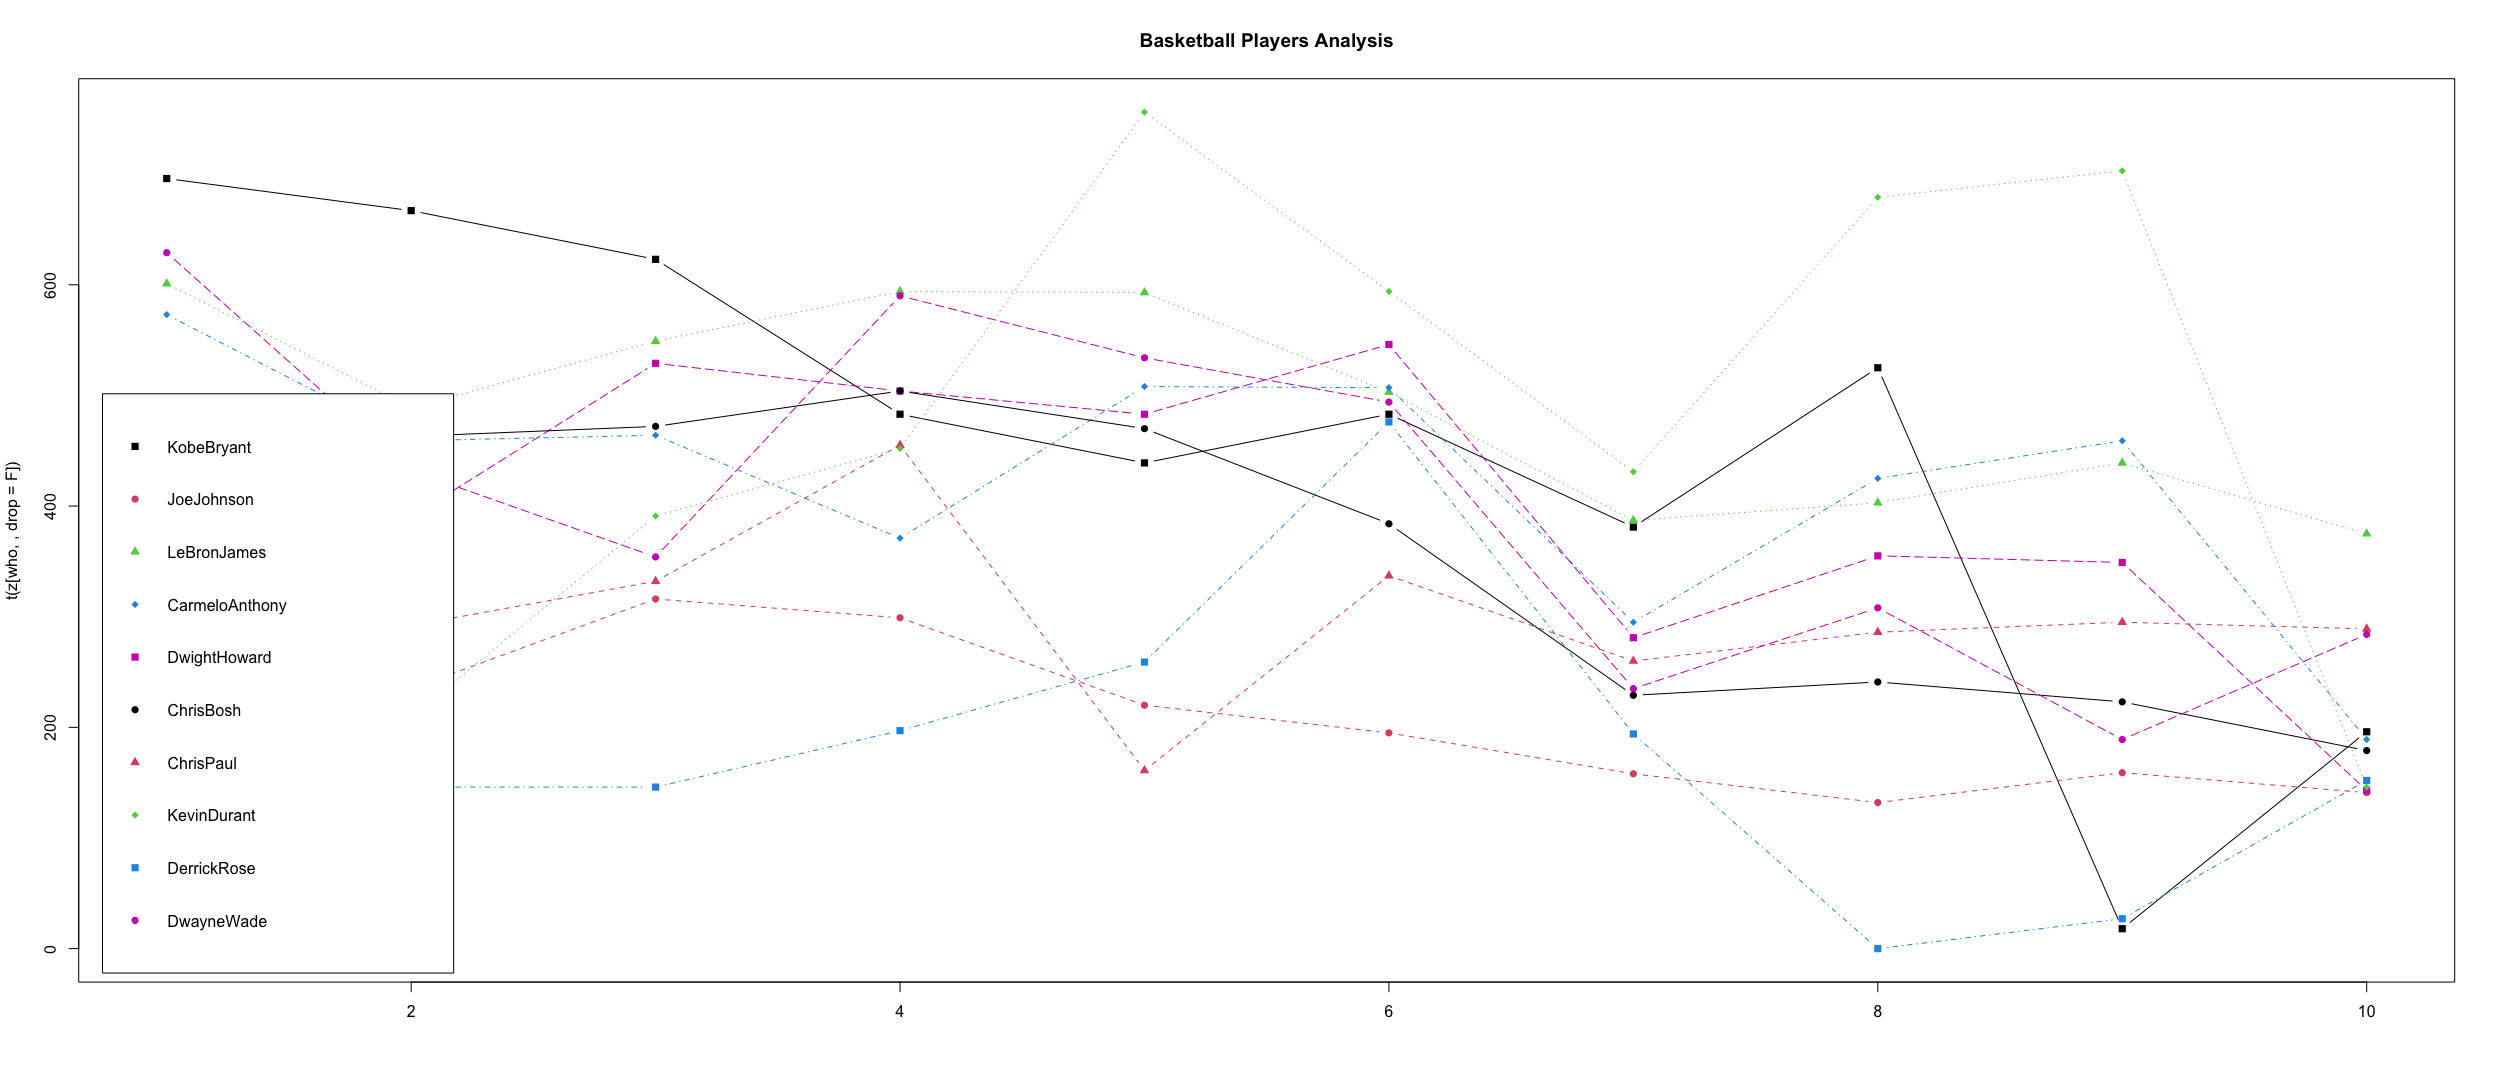 Basketball Players Analysis
t(z[who, , drop = F])
600
400
200
0
KobeBryant
JoeJohnson
LeBronJames
CarmeloAnthony
DwightHoward
ChrisBosh
ChrisPaul
KevinDurant
DerrickRose
DwayneWade
2 4 6 8 10